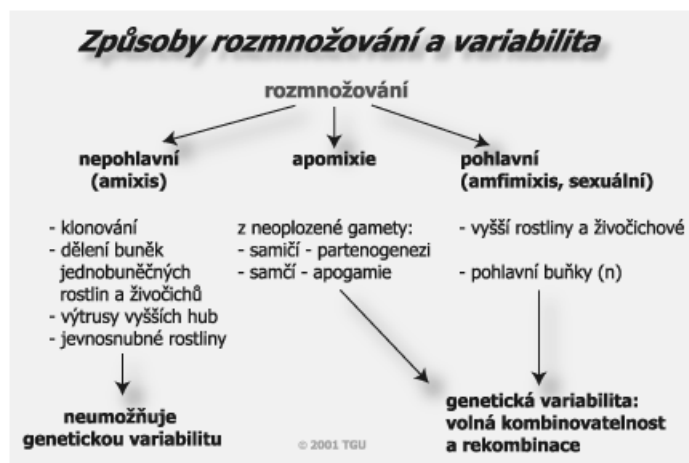 Způsoby rozmnožování a variabilita
rozmnožování
nepohlavní
(amixis)
apomixie
pohlavní
(amfimixis, sexuální)
- klonování
- dělení buněk
jednobuněčných
rostlin a živočichů
- výtrusy vyšších hub
- jevnosnubné rostliny
z neoplozené gamety:
- samičí - partenogenezi
- samčí - apogamie
- vyšší rostliny a živočichové
- pohlavní buňky (n)
neumožňuje
genetickou variabilitu
genetická variabilita:
volná kombinovatelnost
a rekombinace
© 2001 TGU